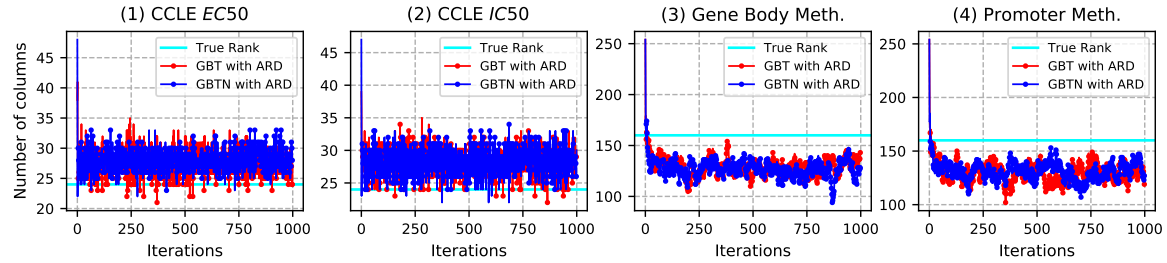 (1) CCLE EC50
(2) CCLE IC50
(3) Gene Body Meth.
(4) Promoter Meth.
Number of columns
45
40
35
30
25
20
True Rank
GBT with ARD
GBTN with ARD
0
250
500
750
1000
Iterations
45
40
35
30
25
True Rank
GBT with ARD
GBTN with ARD
0
250
500
750
1000
Iterations
250
200
150
100
True Rank
GBT with ARD
GBTN with ARD
0
250
500
750
1000
Iterations
250
200
150
100
True Rank
GBT with ARD
GBTN with ARD
0
250
500
750
1000
Iterations